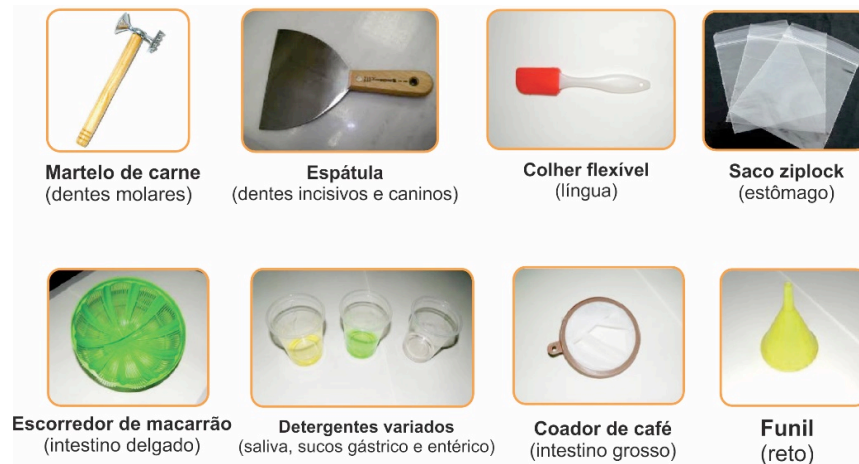 Martelo de carne
(dentes molares)
Espátula
(dentes incisivos e caninos)
Colher flexível
(língua)
Saco ziplock
(estômago)
Escorredor de macarrão
(intestino delgado)
Detergentes variados
(saliva, sucos gástrico e entérico)
Coador de café
(intestino grosso)
Funil
(reto)